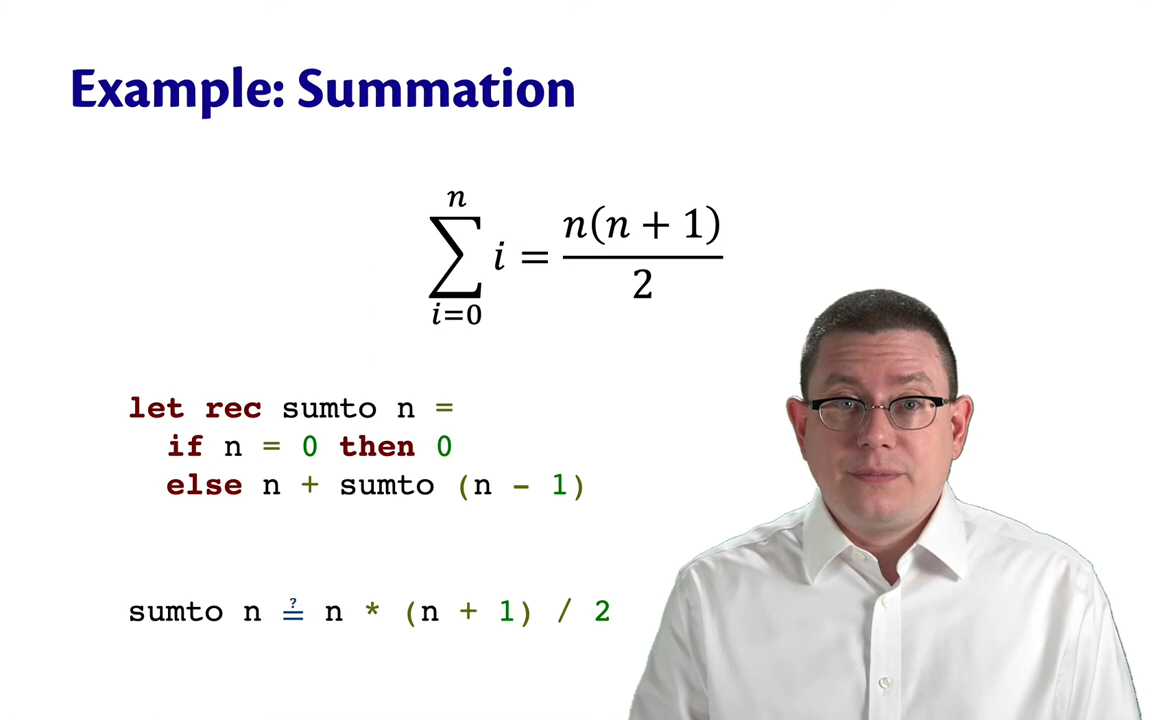 Example: Summation
n
∑ i = n(n + 1) / 2
i=0
let rec sumto n =
if n = 0 then 0
else n + sumto (n - 1)
sumto n ≟ n * (n + 1) / 2